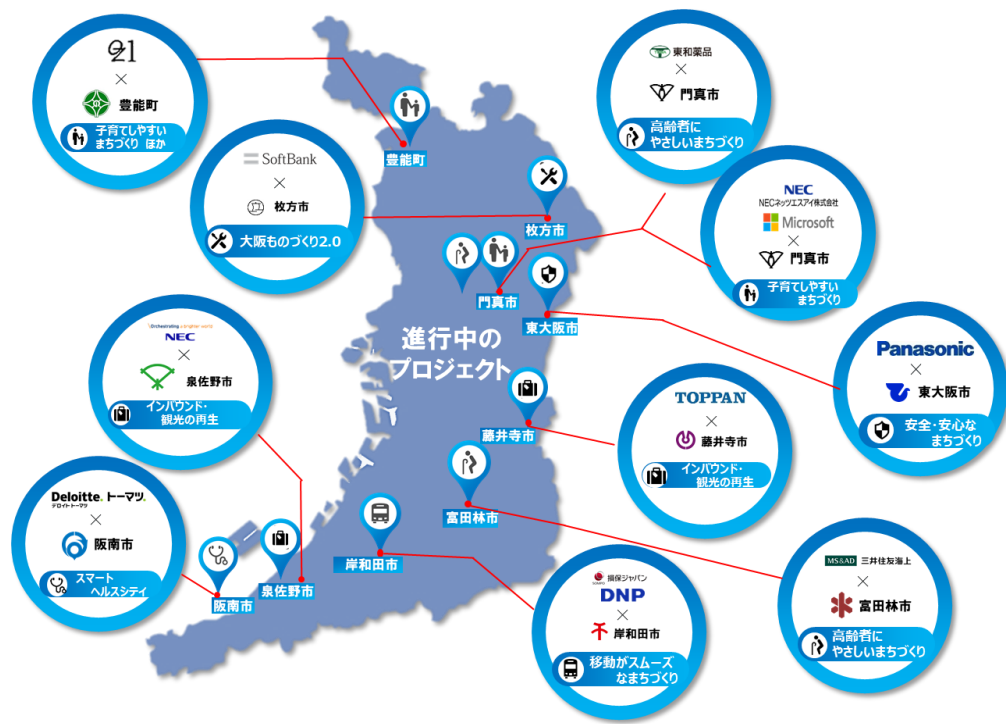 O21
×
豊能町
子育てしやすい
まちづくり ほか
東和薬品
×
門真市
高齢者に
やさしいまちづくり
SoftBank
×
枚方市
大阪ものづくり2.0
NEC
NECネッツエスアイ株式会社
Microsoft
×
門真市
子育てしやすい
まちづくり
豊能町
枚方市
門真市
東大阪市
進行中の
プロジェクト
藤井寺市
富田林市
岸和田市
泉佐野市
阪南市
Orchestrating a brighter world
NEC
×
泉佐野市
インバウンド・
観光の再生
Panasonic
×
東大阪市
安全・安心な
まちづくり
TOPPAN
×
藤井寺市
インバウンド・
観光の再生
Deloitte. トーマツ.
デロイトトーマツ
×
阪南市
スマート
ヘルスシティ
SOMPO
損保ジャパン
DNP
×
岸和田市
移動がスムーズ
なまちづくり
MS&AD 三井住友海上
×
富田林市
高齢者に
やさしいまちづくり